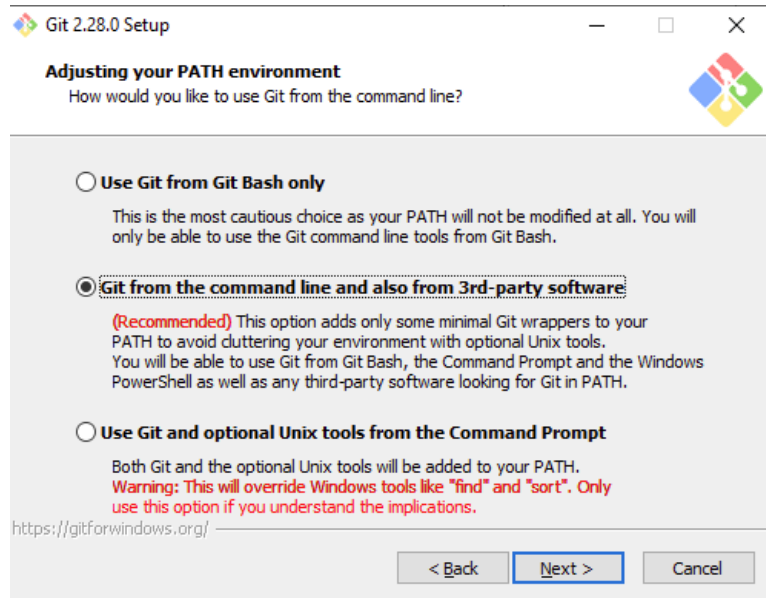 Git 2.28.0 Setup
Adjusting your PATH environment
How would you like to use Git from the command line?
Use Git from Git Bash only
This is the most cautious choice as your PATH will not be modified at all. You will
only be able to use the Git command line tools from Git Bash.
Git from the command line and also from 3rd-party software
(Recommended) This option adds only some minimal Git wrappers to your
PATH to avoid cluttering your environment with optional Unix tools.
You will be able to use Git from Git Bash, the Command Prompt and the Windows
PowerShell as well as any third-party software looking for Git in PATH.
Use Git and optional Unix tools from the Command Prompt
Both Git and the optional Unix tools will be added to your PATH.
Warning: This will override Windows tools like "find" and "sort". Only
use this option if you understand the implications.
https://gitforwindows.org/
< Back Next > Cancel